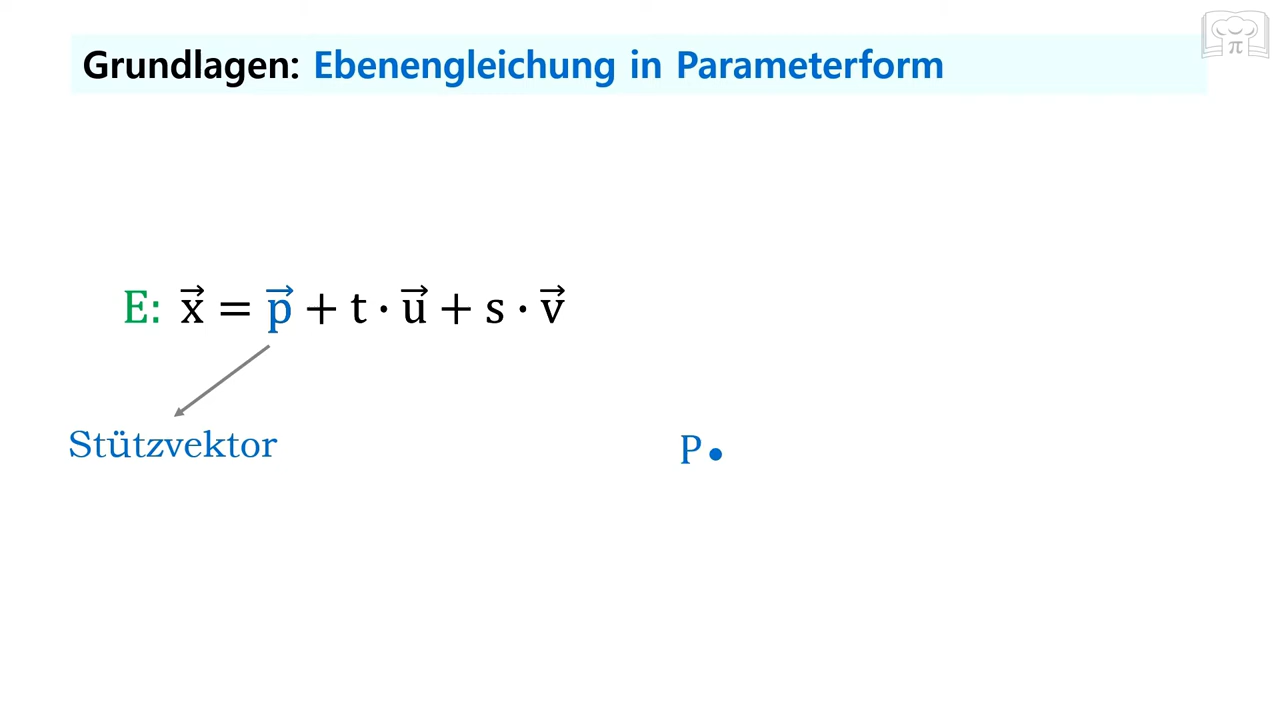 Grundlagen: Ebenengleichung in Parameterform
π
E: x⃗ = p⃗ + t · u⃗ + s · v⃗
Stützvektor
P